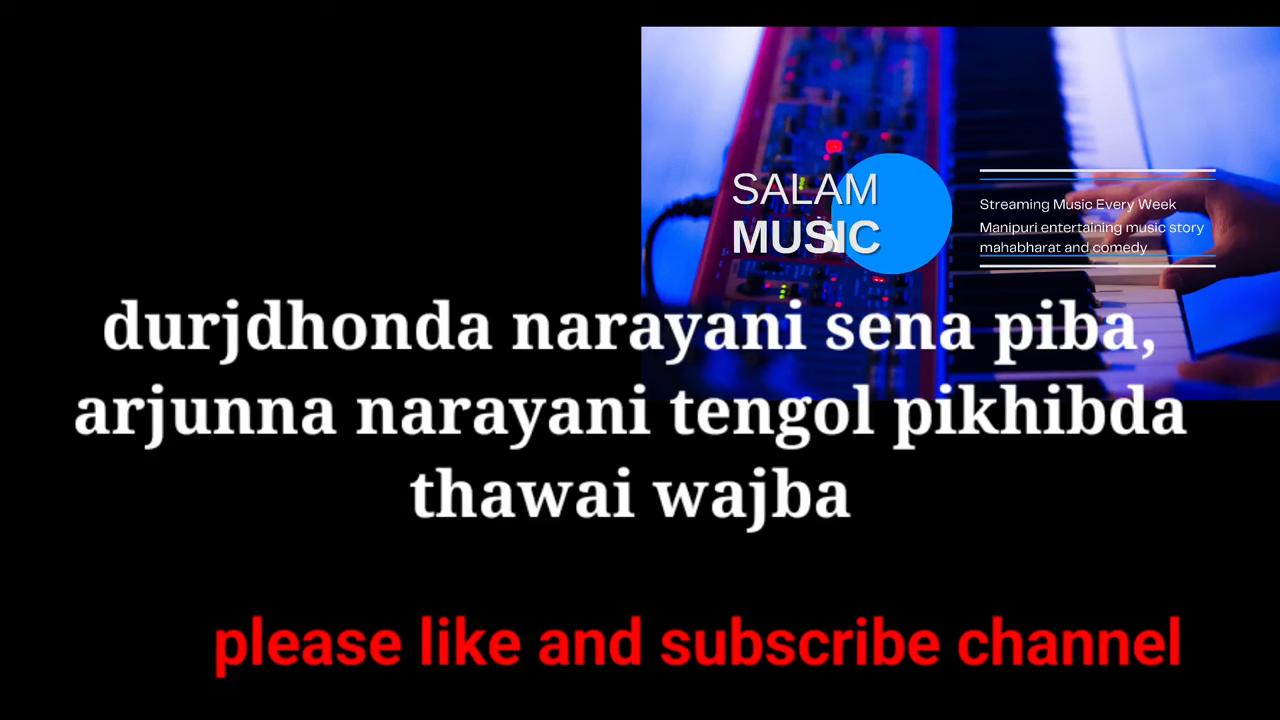 SALAM
MUSIC
Streaming Music Every Week
Manipuri entertaining music story
mahabharat and comedy
durjdhonda narayani sena piba,
arjunna narayani tengol pikhibda
thawai wajba
please like and subscribe channel